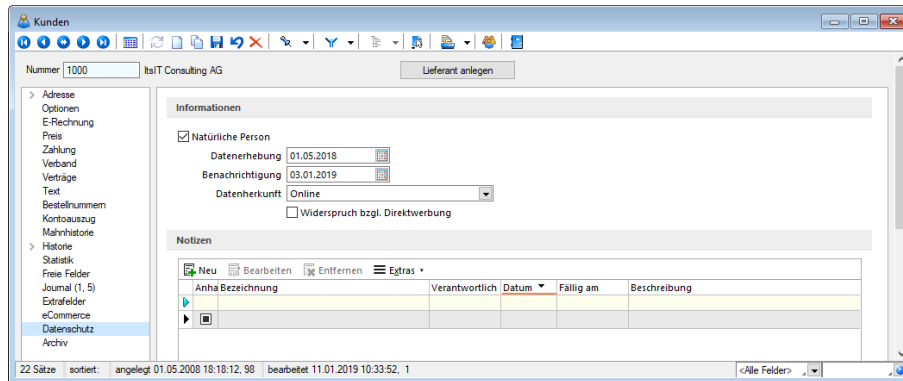 Kunden
Nummer 1000 ItsIT Consulting AG Lieferant anlegen
Adresse
Optionen
E-Rechnung
Preis
Zahlung
Verband
Verträge
Text
Bestellnummern
Kontoauszug
Mahnhistorie
Historie
Statistik
Freie Felder
Journal (1, 5)
Extrafelder
eCommerce
Datenschutz
Archiv
Informationen
Natürliche Person
Datenerhebung 01.05.2018
Benachrichtigung 03.01.2019
Datenherkunft Online
Widerspruch bzgl. Direktwerbung
Notizen
Neu Bearbeiten Entfernen Extras
Anha Bezeichnung Verantwortlich Datum Fällig am Beschreibung
22 Sätze sortiert: angelegt 01.05.2008 18:18:12, 98 bearbeitet 11.01.2019 10:33:52, 1 <Alle Felder>